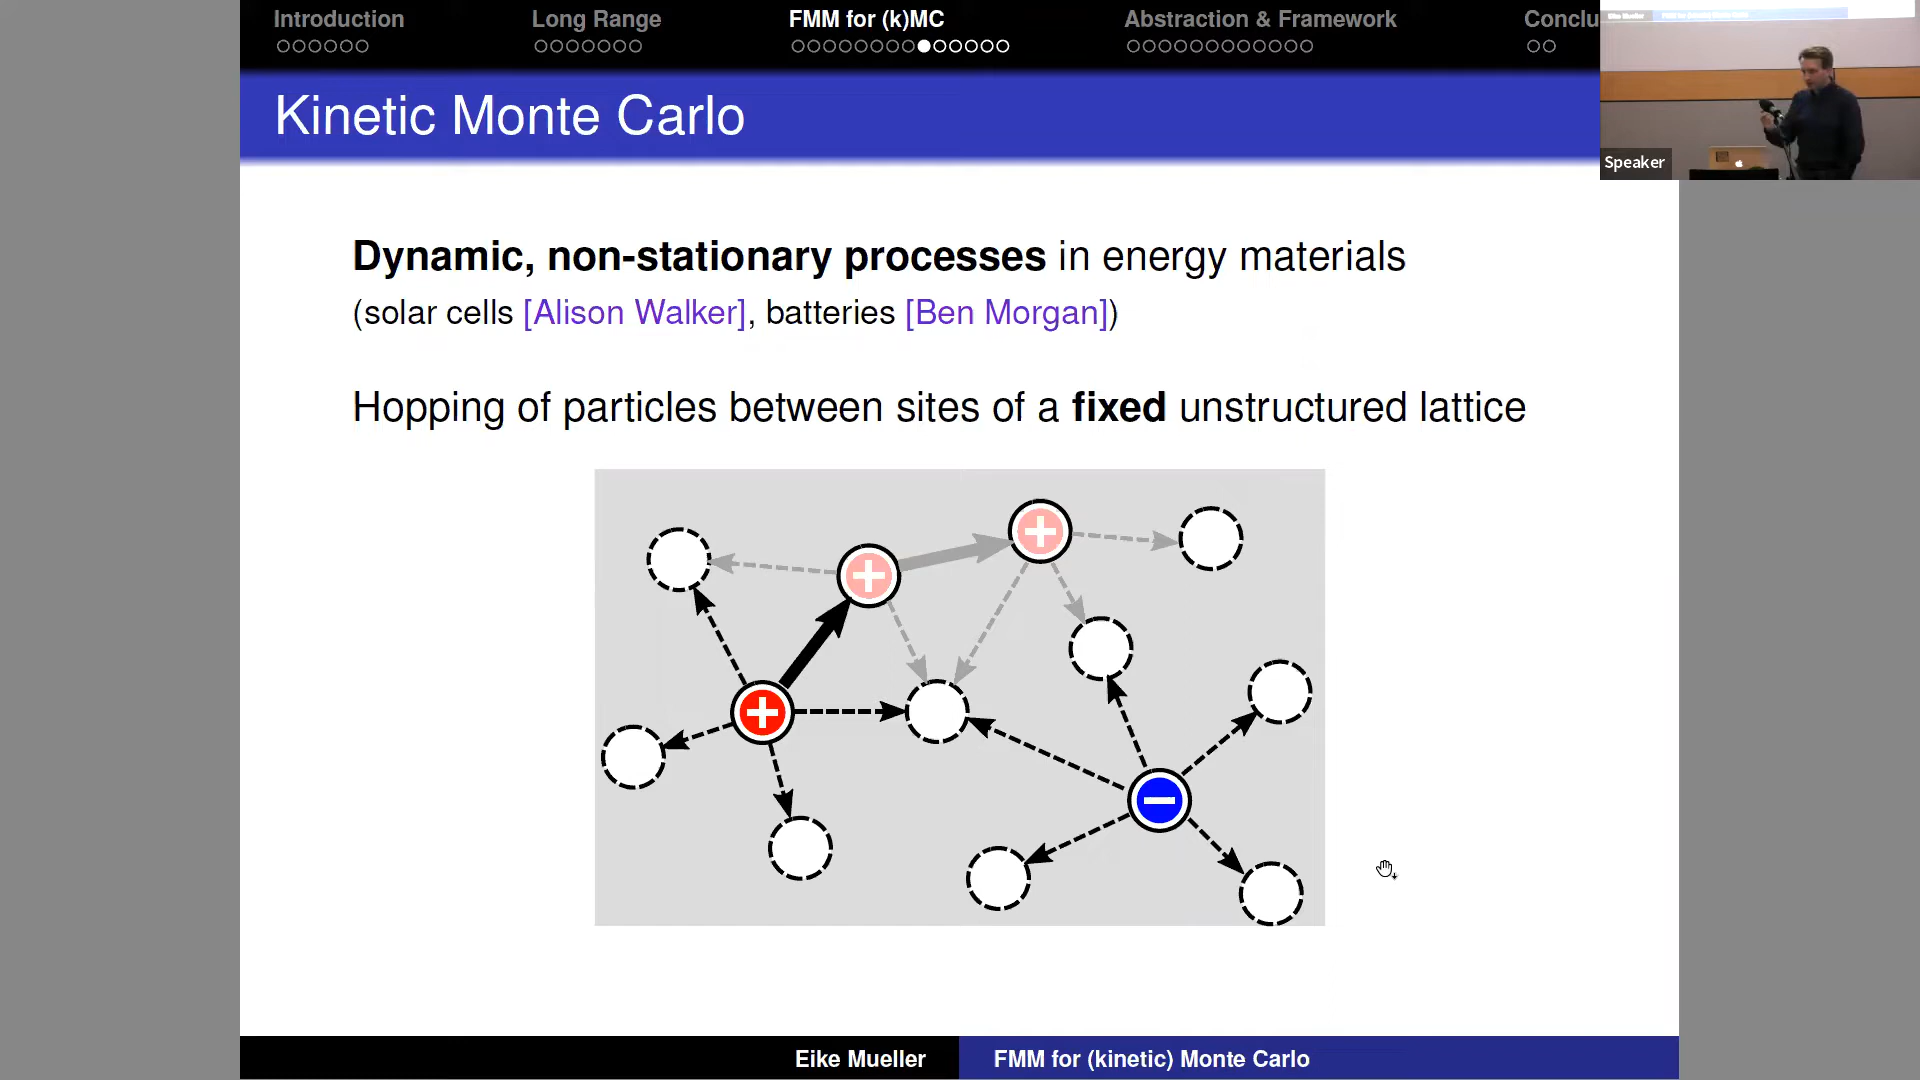 Introduction
Long Range
FMM for (k)MC
Abstraction & Framework
Conclu
Kinetic Monte Carlo
Speaker
Dynamic, non-stationary processes in energy materials
(solar cells [Alison Walker], batteries [Ben Morgan])
Hopping of particles between sites of a fixed unstructured lattice
Eike Mueller
FMM for (kinetic) Monte Carlo